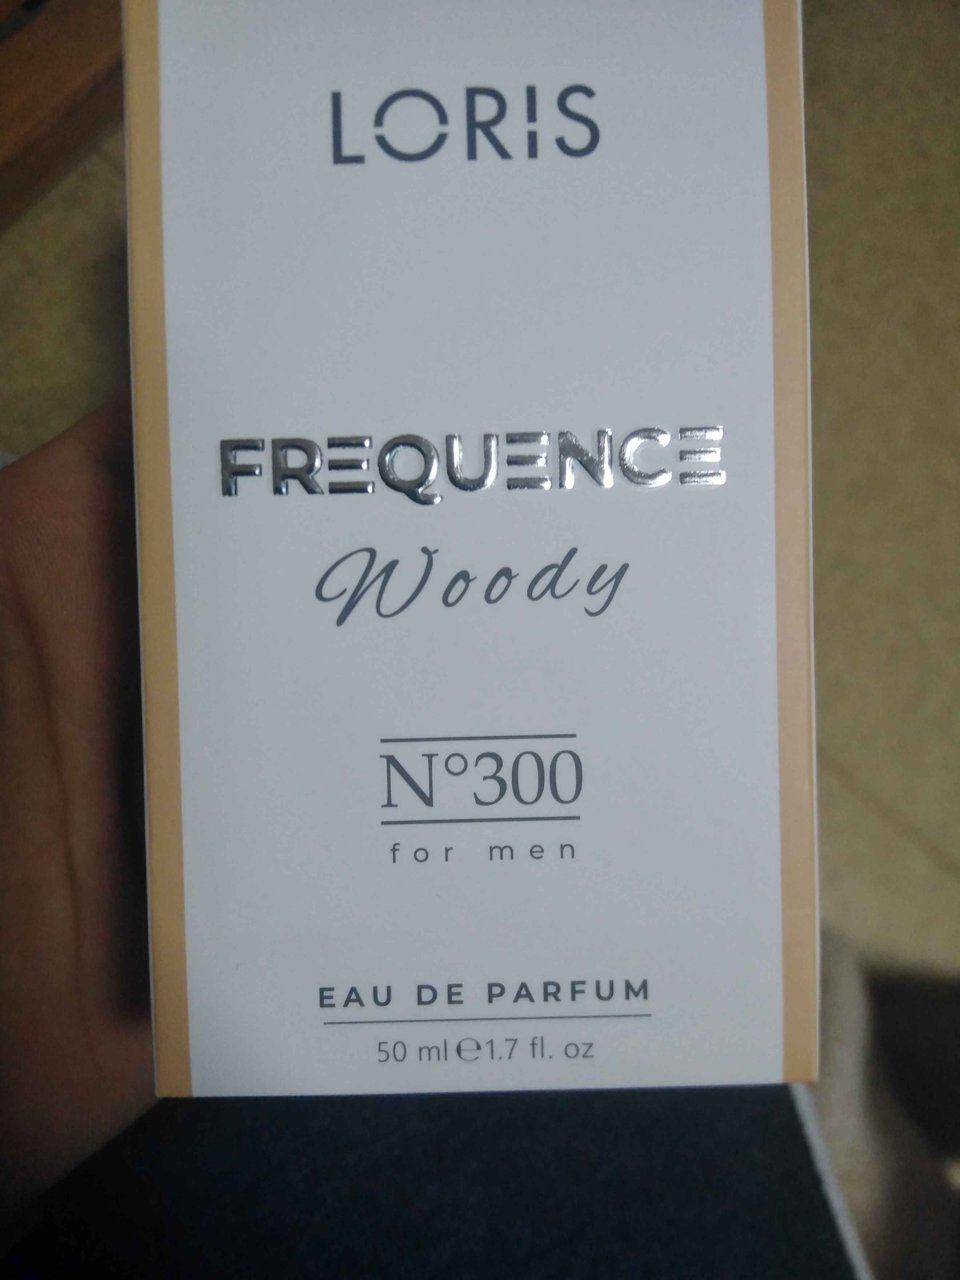 LORIS
FREQUENCE
Woody
N°300
for men
EAU DE PARFUM
50 ml ℮ 1.7 fl. oz